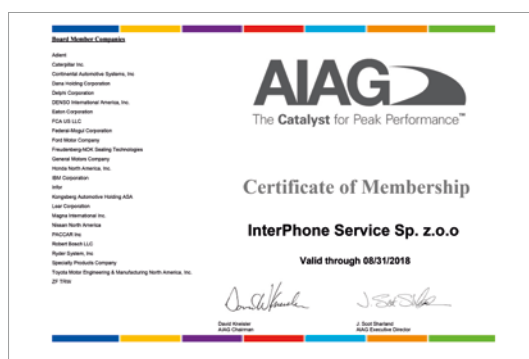 Board Member Companies
Adient
Caterpillar Inc.
Continental Automotive Systems, Inc
Dana Holding Corporation
Delphi Corporation
DENSO International America, Inc.
Eaton Corporation
FCA US LLC
Federal-Mogul Corporation
Ford Motor Company
Freudenberg-NOK Sealing Technologies
General Motors Company
Honda North America, Inc.
IBM Corporation
Infor
Kongsberg Automotive Holding ASA
Lear Corporation
Magna International Inc.
Nissan North America
PACCAR Inc
Robert Bosch LLC
Ryder System, Inc
Specialty Products Company
Toyota Motor Engineering & Manufacturing North America, Inc.
ZF TRW
AIAG
The Catalyst for Peak Performance™
Certificate of Membership
InterPhone Service Sp. z.o.o
Valid through 08/31/2018
David Kneisler
AIAG Chairman
J. Scot Sharland
AIAG Executive Director